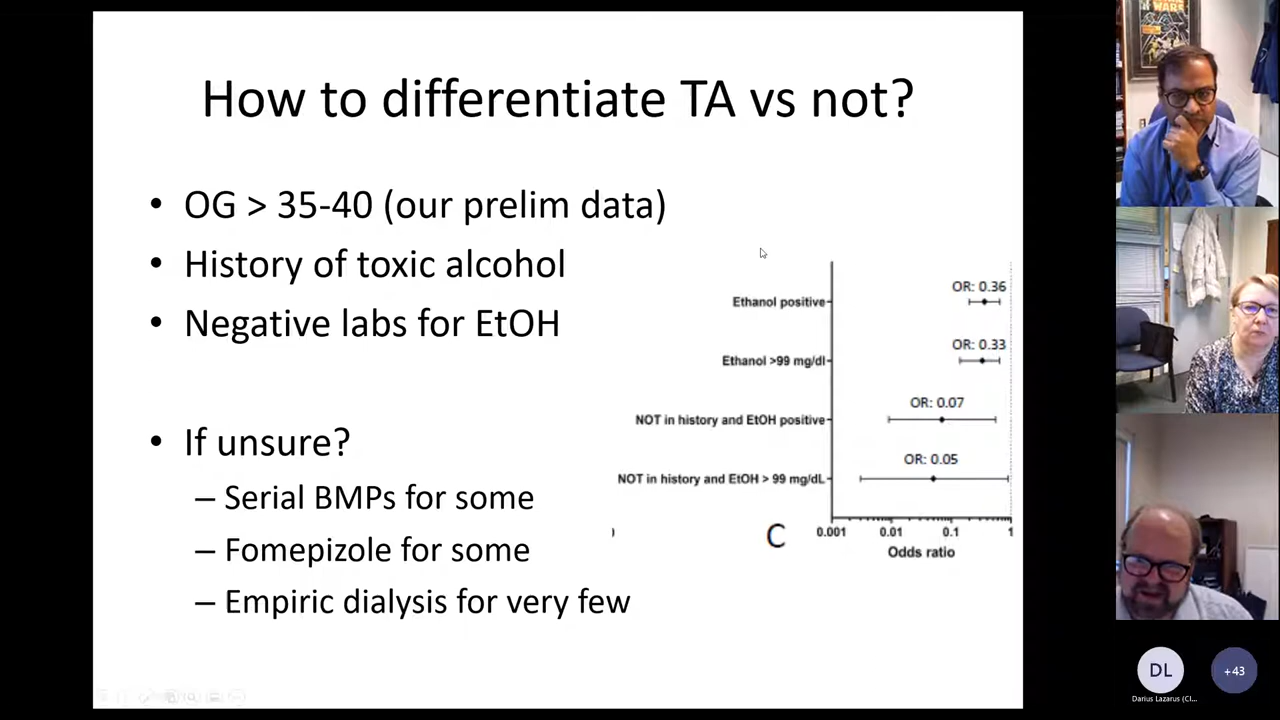 How to differentiate TA vs not?
• OG > 35-40 (our prelim data)
• History of toxic alcohol
• Negative labs for EtOH
• If unsure?
– Serial BMPs for some
– Fomepizole for some
– Empiric dialysis for very few
OR: 0.36
Ethanol positive
OR: 0.33
Ethanol >99 mg/dl
OR: 0.07
NOT in history and EtOH positive
OR: 0.05
NOT in history and EtOH > 99 mg/dL
C
0.001 0.01 0.1 1
Odds ratio
WARS
DL
+43
Darius Lazarus (Cl...